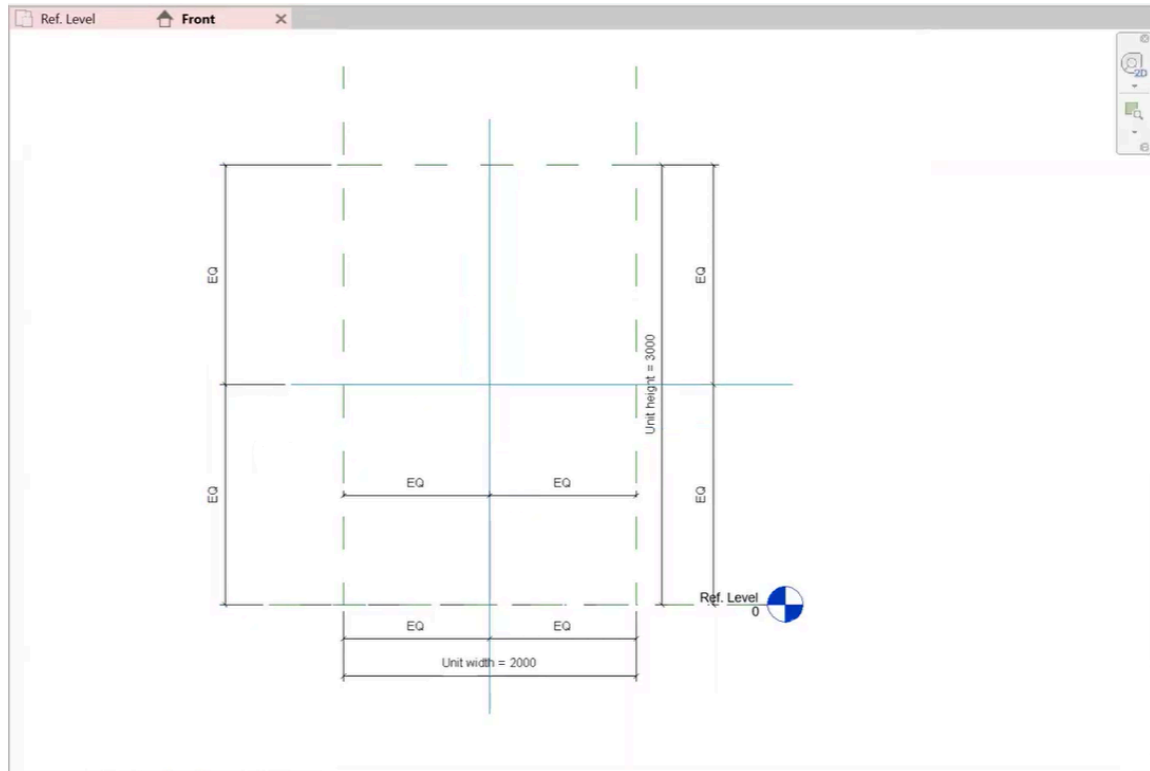 Ref. Level
Front
2D
EQ
EQ
Unit height = 3000
EQ
EQ
EQ
EQ
Ref. Level
0
EQ
EQ
Unit width = 2000